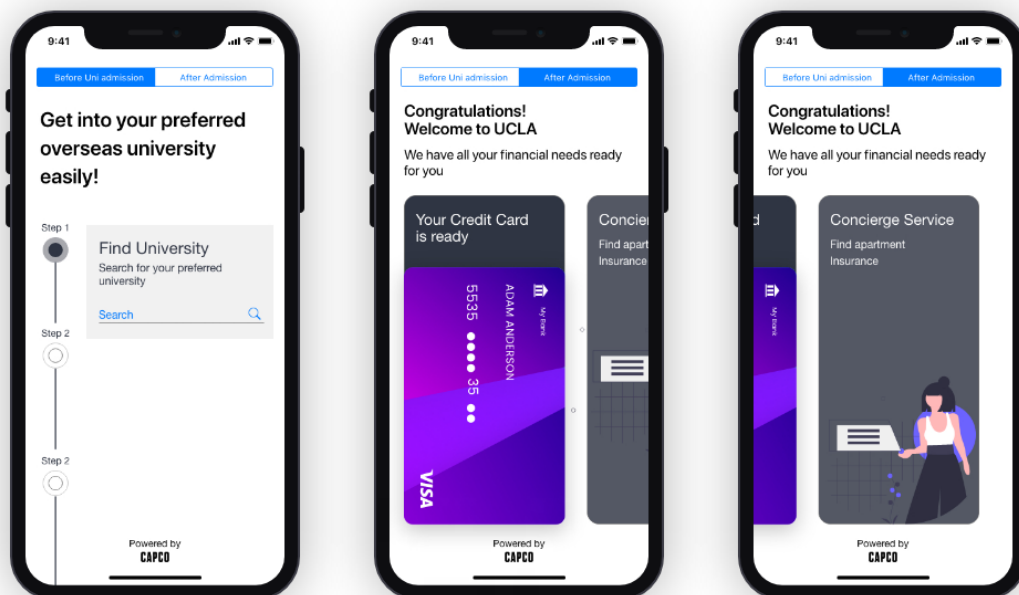 9:41
Before Uni admission
After Admission
Get into your preferred
overseas university
easily!
Step 1
Find University
Search for your preferred
university
Search
Step 2
Step 2
Powered by
CAPCO
9:41
Before Uni admission
After Admission
Congratulations!
Welcome to UCLA
We have all your financial needs ready
for you
Your Credit Card
is ready
My Bank
ADAM ANDERSON
5535 ●●●● 35 ●●
VISA
Concier
Find apart
Insurance
Powered by
CAPCO
9:41
Before Uni admission
After Admission
Congratulations!
Welcome to UCLA
We have all your financial needs ready
for you
d
My Bank
Concierge Service
Find apartment
Insurance
Powered by
CAPCO